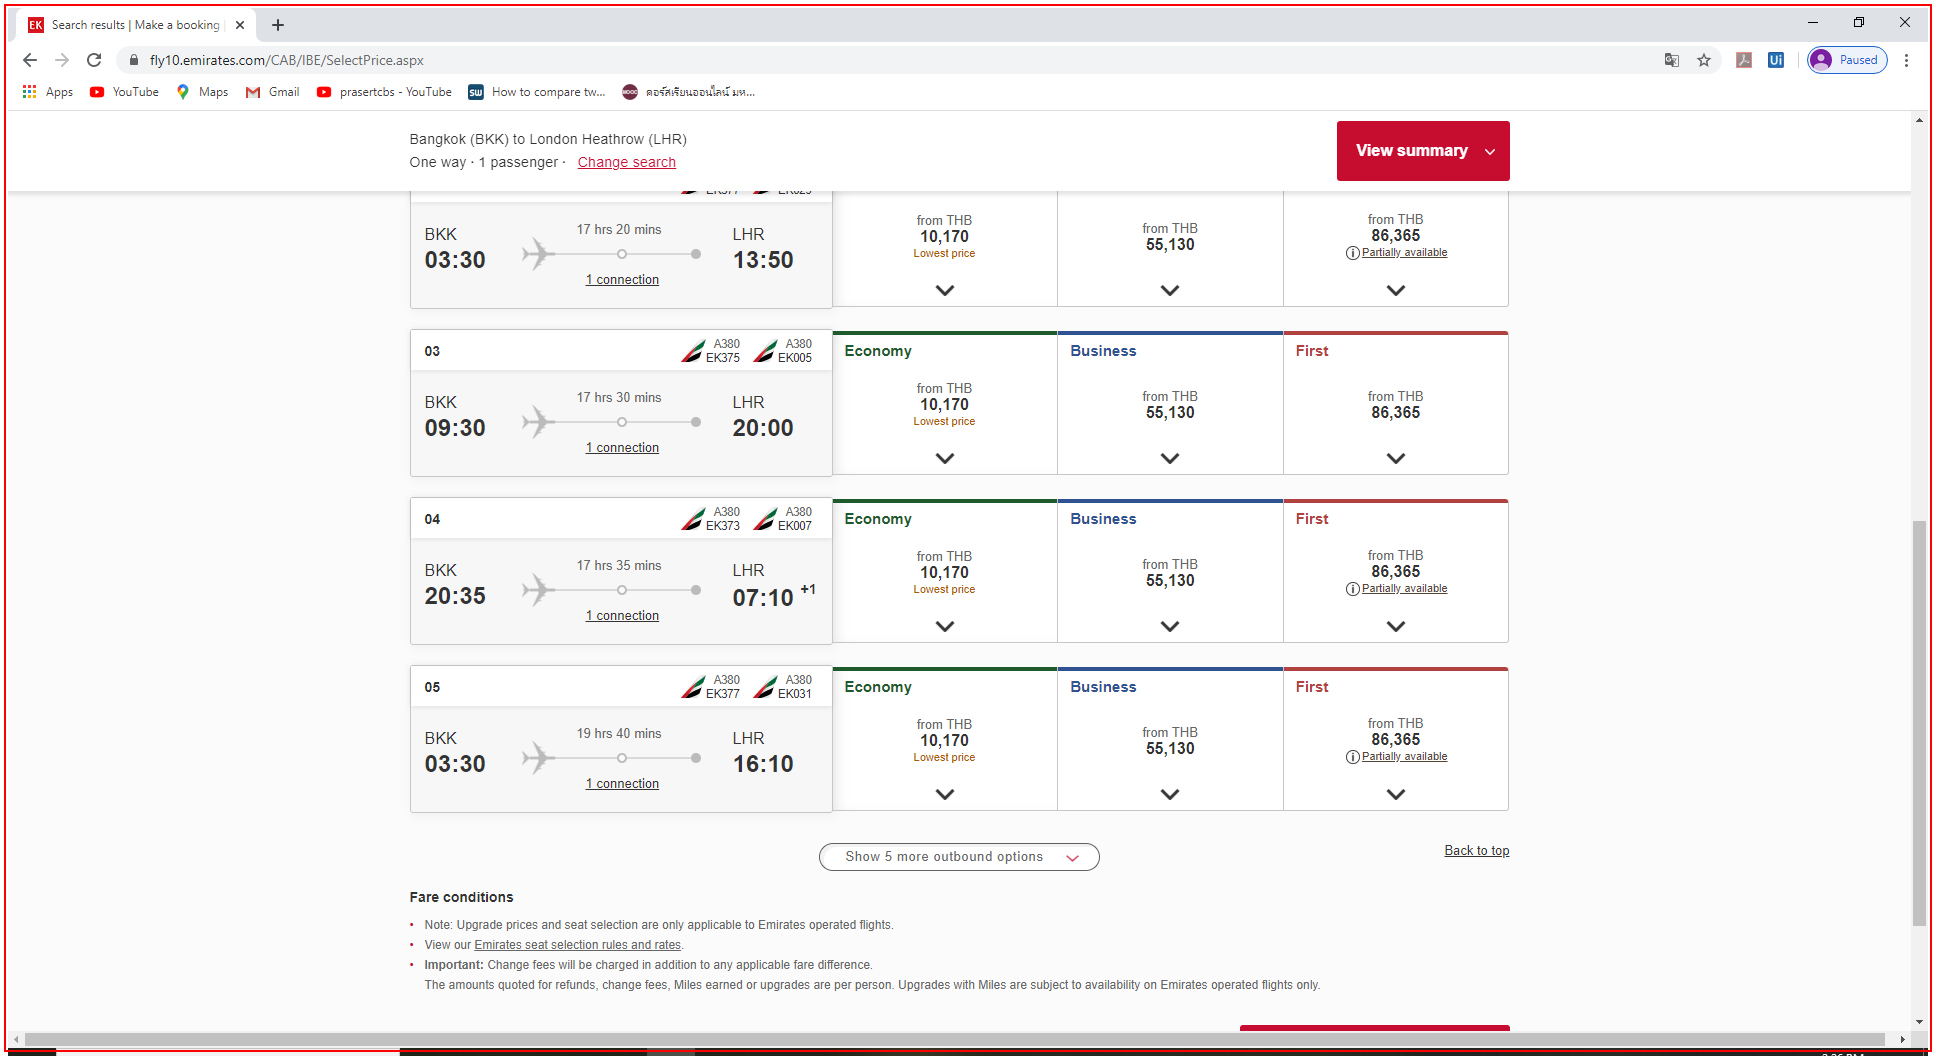 EK Search results | Make a booking
fly10.emirates.com/CAB/IBE/SelectPrice.aspx
Ui
Paused
Apps
YouTube
Maps
Gmail
prasertcbs - YouTube
SW How to compare tw...
MOOC คอร์สเรียนออนไลน์ มห...
Bangkok (BKK) to London Heathrow (LHR)
One way · 1 passenger · Change search
View summary
EK377
BKK
03:30
17 hrs 20 mins
1 connection
LHR
13:50
from THB
10,170
Lowest price
from THB
55,130
from THB
86,365
Partially available
03
A380
EK375
A380
EK005
BKK
09:30
17 hrs 30 mins
1 connection
LHR
20:00
Economy
from THB
10,170
Lowest price
Business
from THB
55,130
First
from THB
86,365
04
A380
EK373
A380
EK007
BKK
20:35
17 hrs 35 mins
1 connection
LHR
07:10 +1
Economy
from THB
10,170
Lowest price
Business
from THB
55,130
First
from THB
86,365
Partially available
05
A380
EK377
A380
EK031
BKK
03:30
19 hrs 40 mins
1 connection
LHR
16:10
Economy
from THB
10,170
Lowest price
Business
from THB
55,130
First
from THB
86,365
Partially available
Show 5 more outbound options
Back to top
Fare conditions
• Note: Upgrade prices and seat selection are only applicable to Emirates operated flights.
• View our Emirates seat selection rules and rates.
• Important: Change fees will be charged in addition to any applicable fare difference.
The amounts quoted for refunds, change fees, Miles earned or upgrades are per person. Upgrades with Miles are subject to availability on Emirates operated flights only.